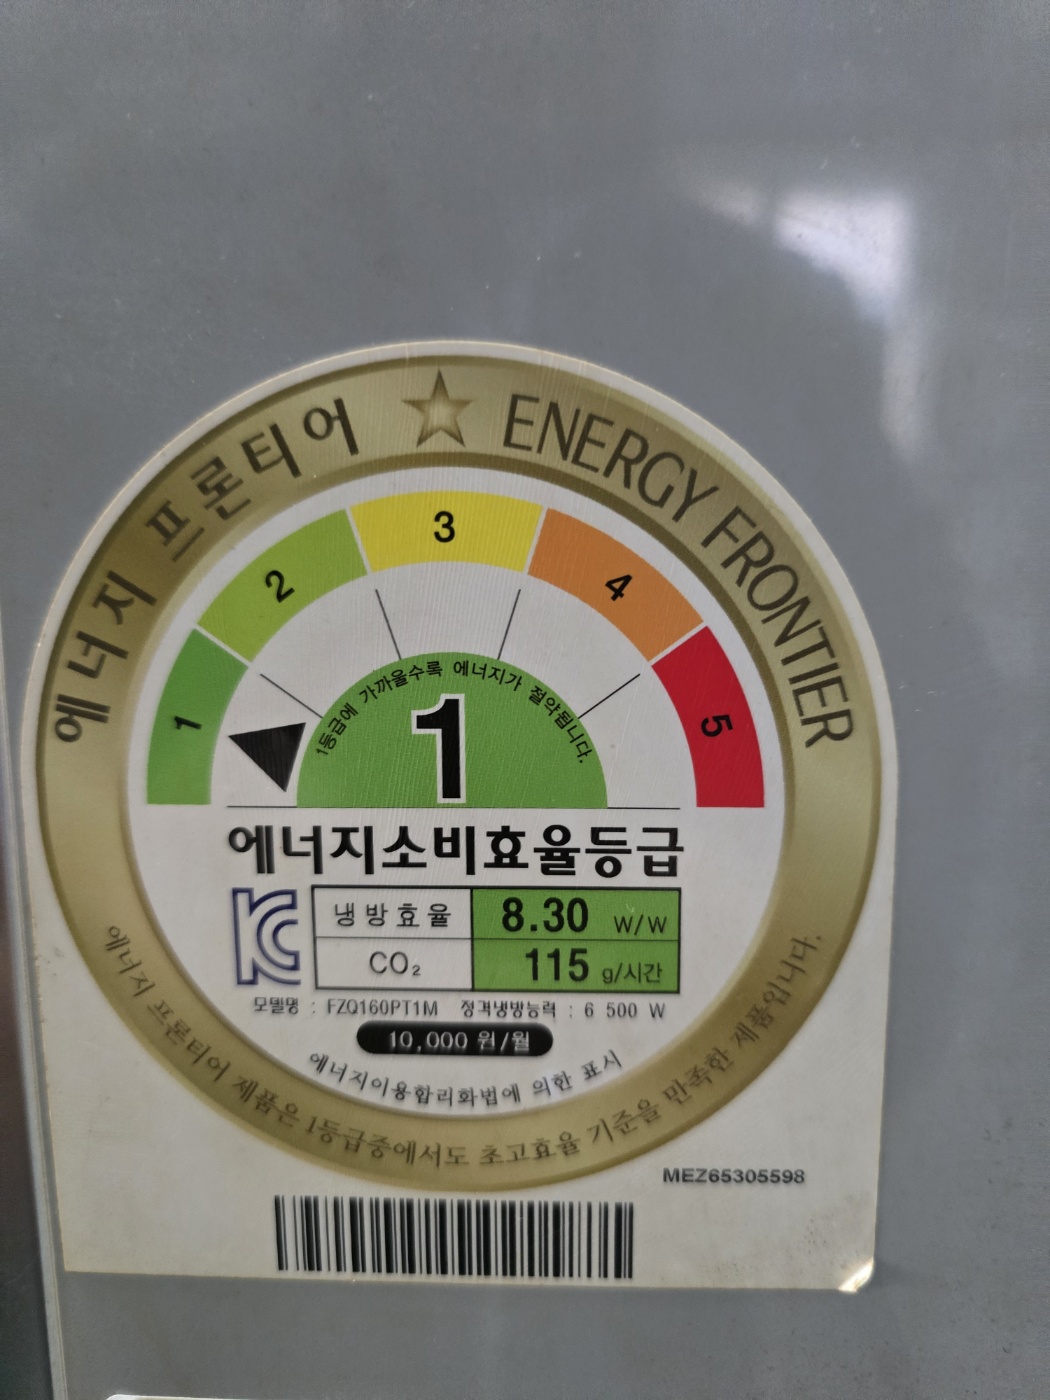 에너지 프론티어 ☆ ENERGY FRONTIER
1 2 3 4 5
1등급에 가까울수록 에너지가 절약됩니다.
1
에너지소비효율등급
냉방효율 8.30 W/W
CO₂ 115 g/시간
모델명 : FZQ160PT1M 정격냉방능력 : 6 500 W
10,000 원/월
에너지이용합리화법에 의한 표시
에너지 프론티어 제품은 1등급중에서도 초고효율 기준을 만족한 제품입니다.
MEZ65305598